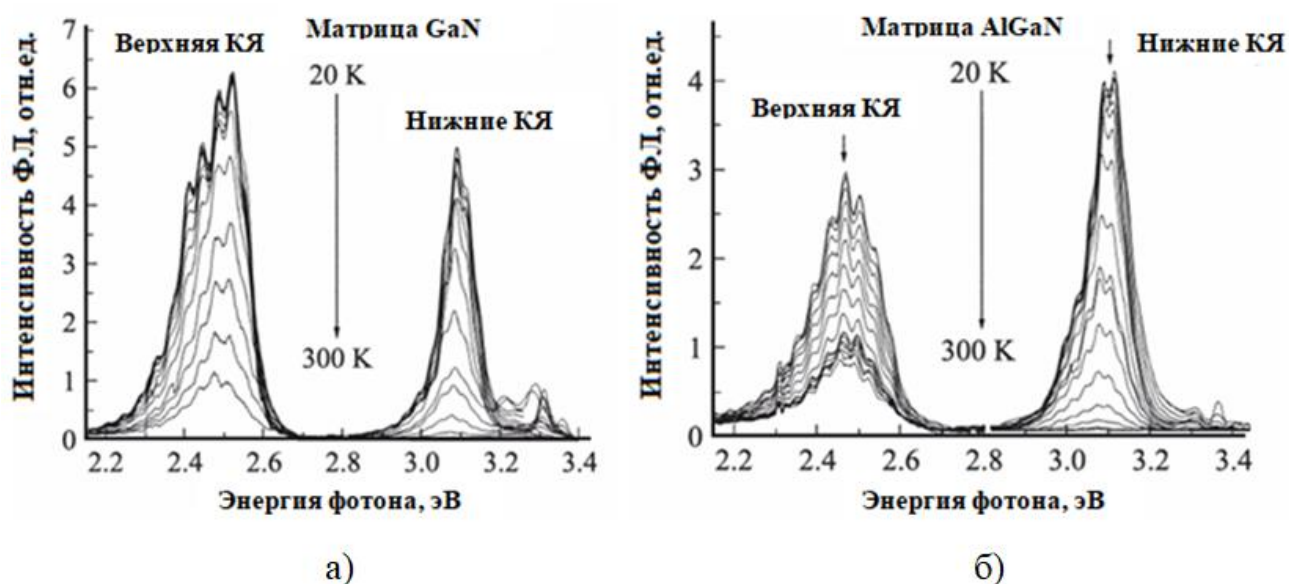 Матрица GaN
Верхняя КЯ
20 K
Нижние КЯ
300 K
Интенсивность ФЛ, отн.ед.
7
6
5
4
3
2
1
0
2.2 2.4 2.6 2.8 3.0 3.2 3.4
Энергия фотона, эВ
а)
Матрица AlGaN
Нижние КЯ
20 K
Верхняя КЯ
300 K
Интенсивность ФЛ, отн.ед.
4
3
2
1
0
2.2 2.4 2.6 2.8 3.0 3.2 3.4
Энергия фотона, эВ
б)